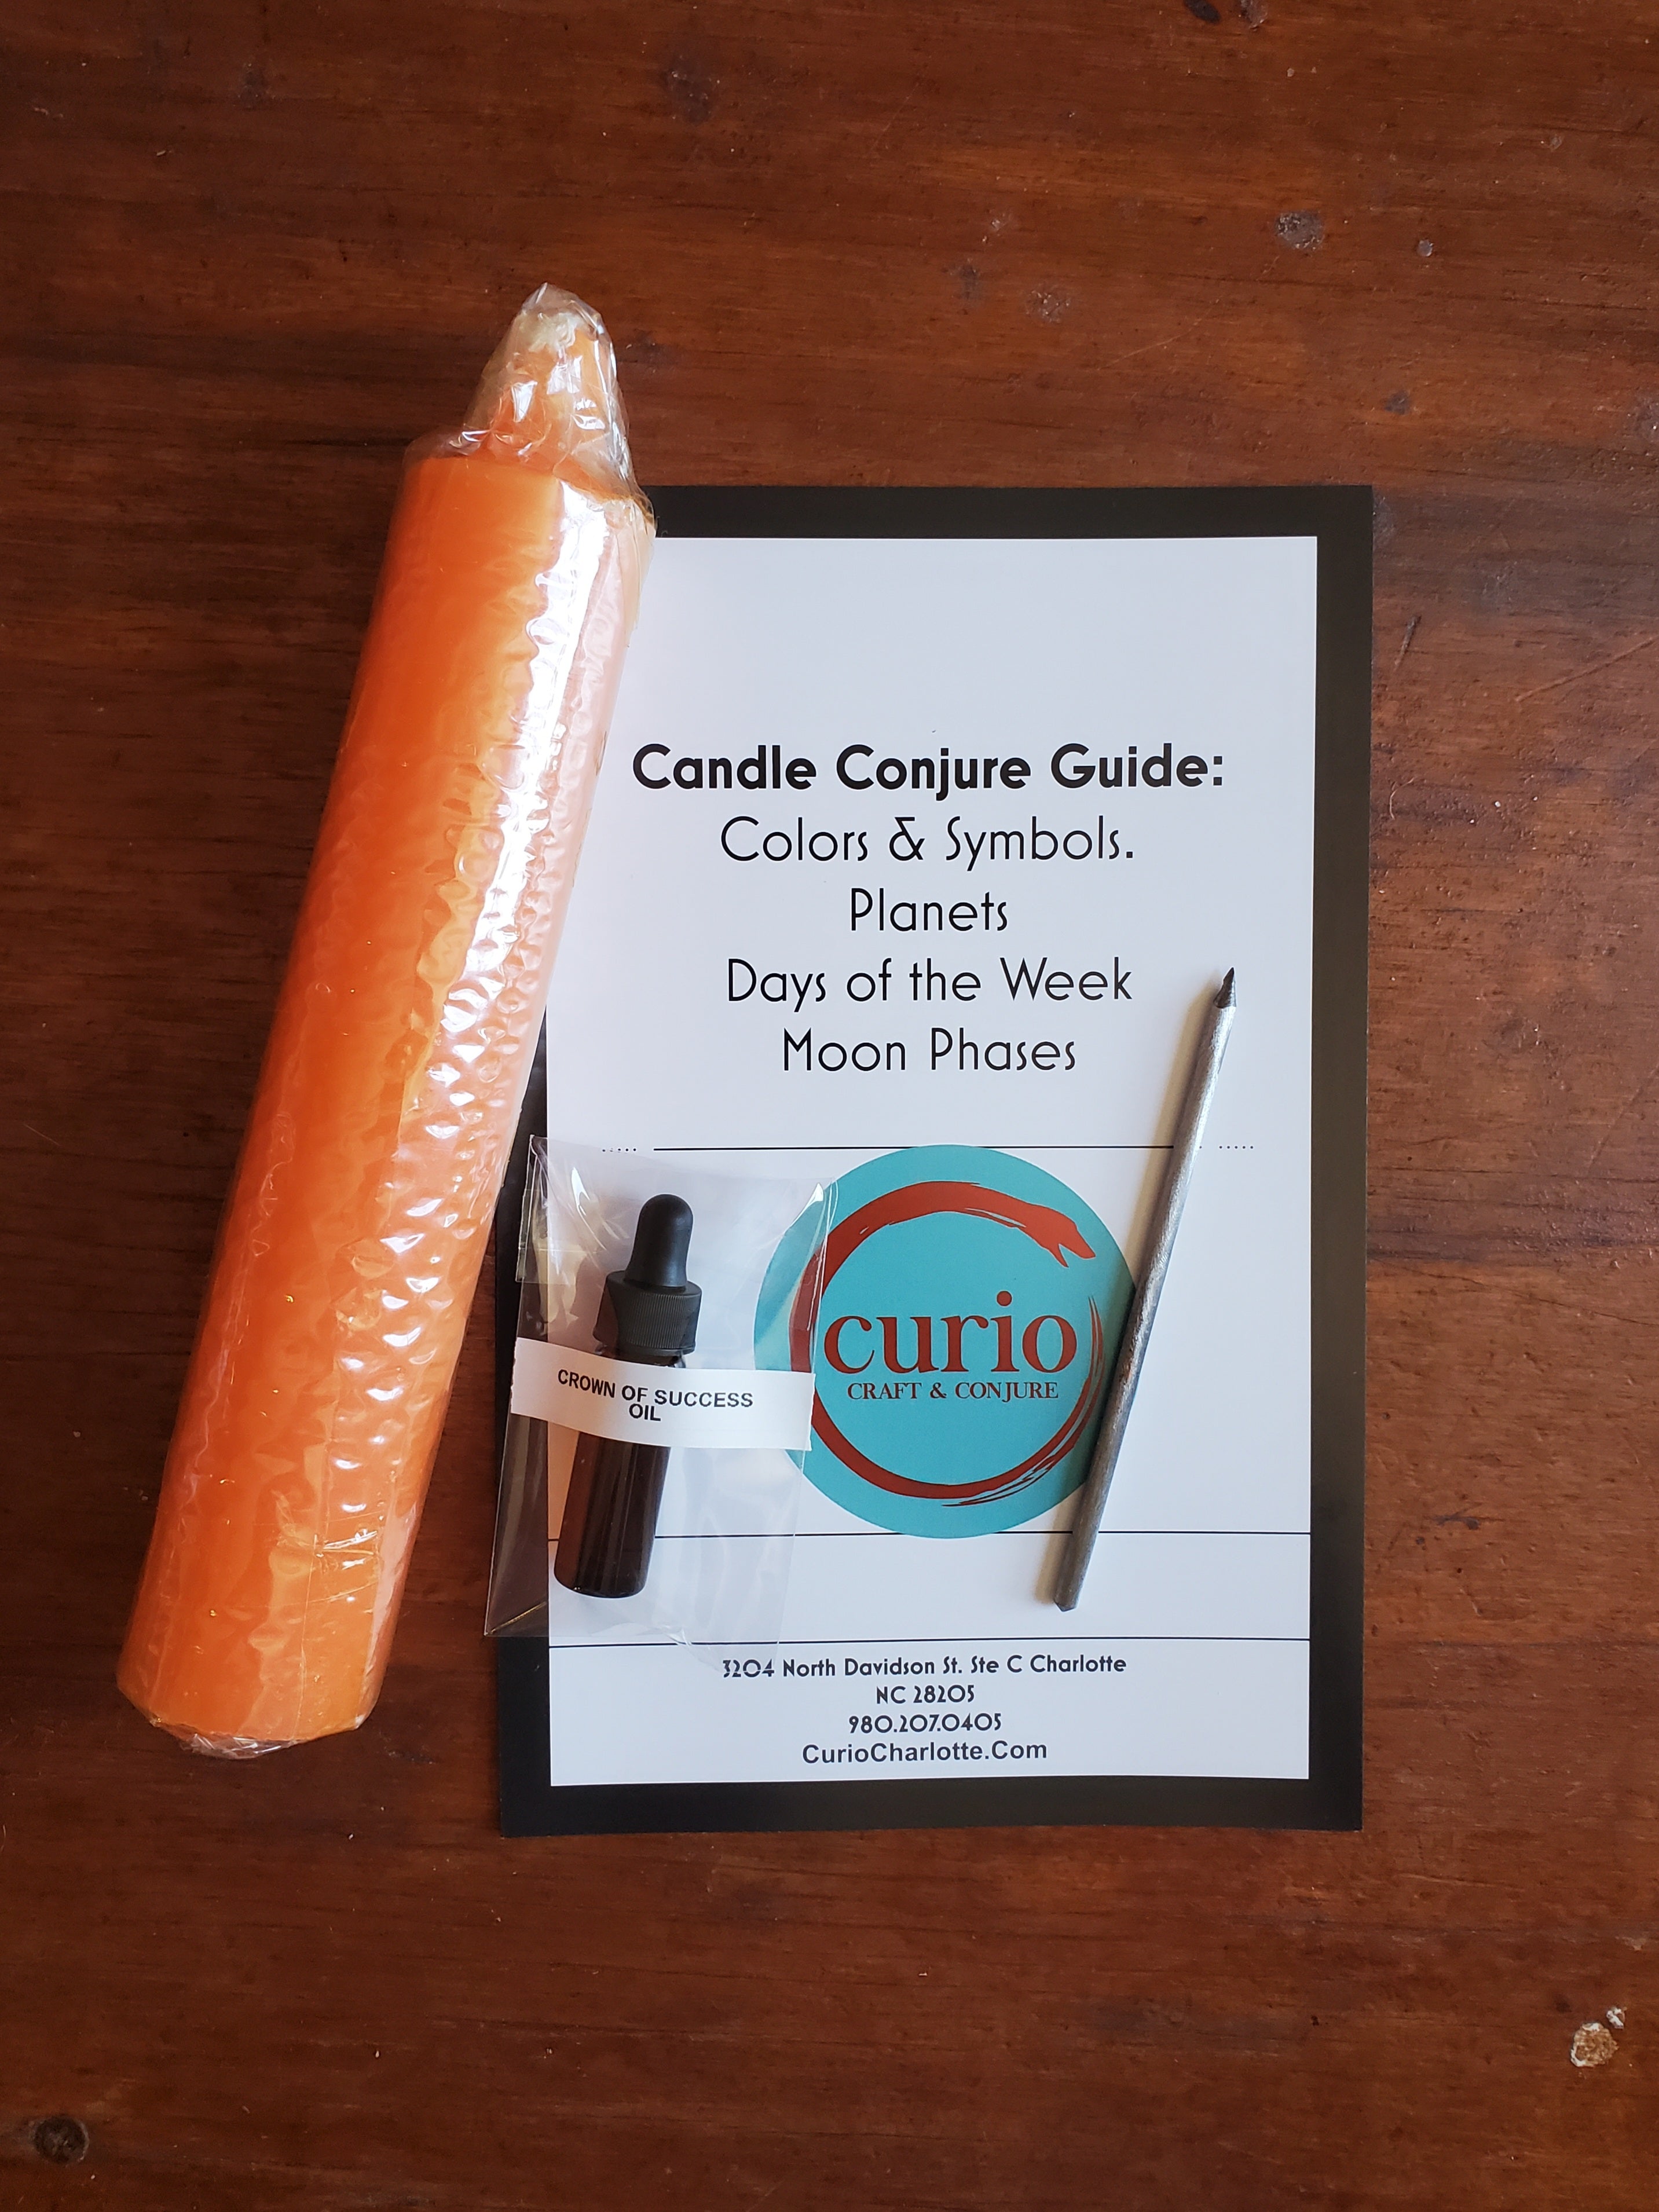 Candle Conjure Guide:
Colors & Symbols.
Planets
Days of the Week
Moon Phases
curio
CRAFT & CONJURE
CROWN OF SUCCESS
OIL
3204 North Davidson St. Ste C Charlotte
NC 28205
980.207.0405
CurioCharlotte.Com